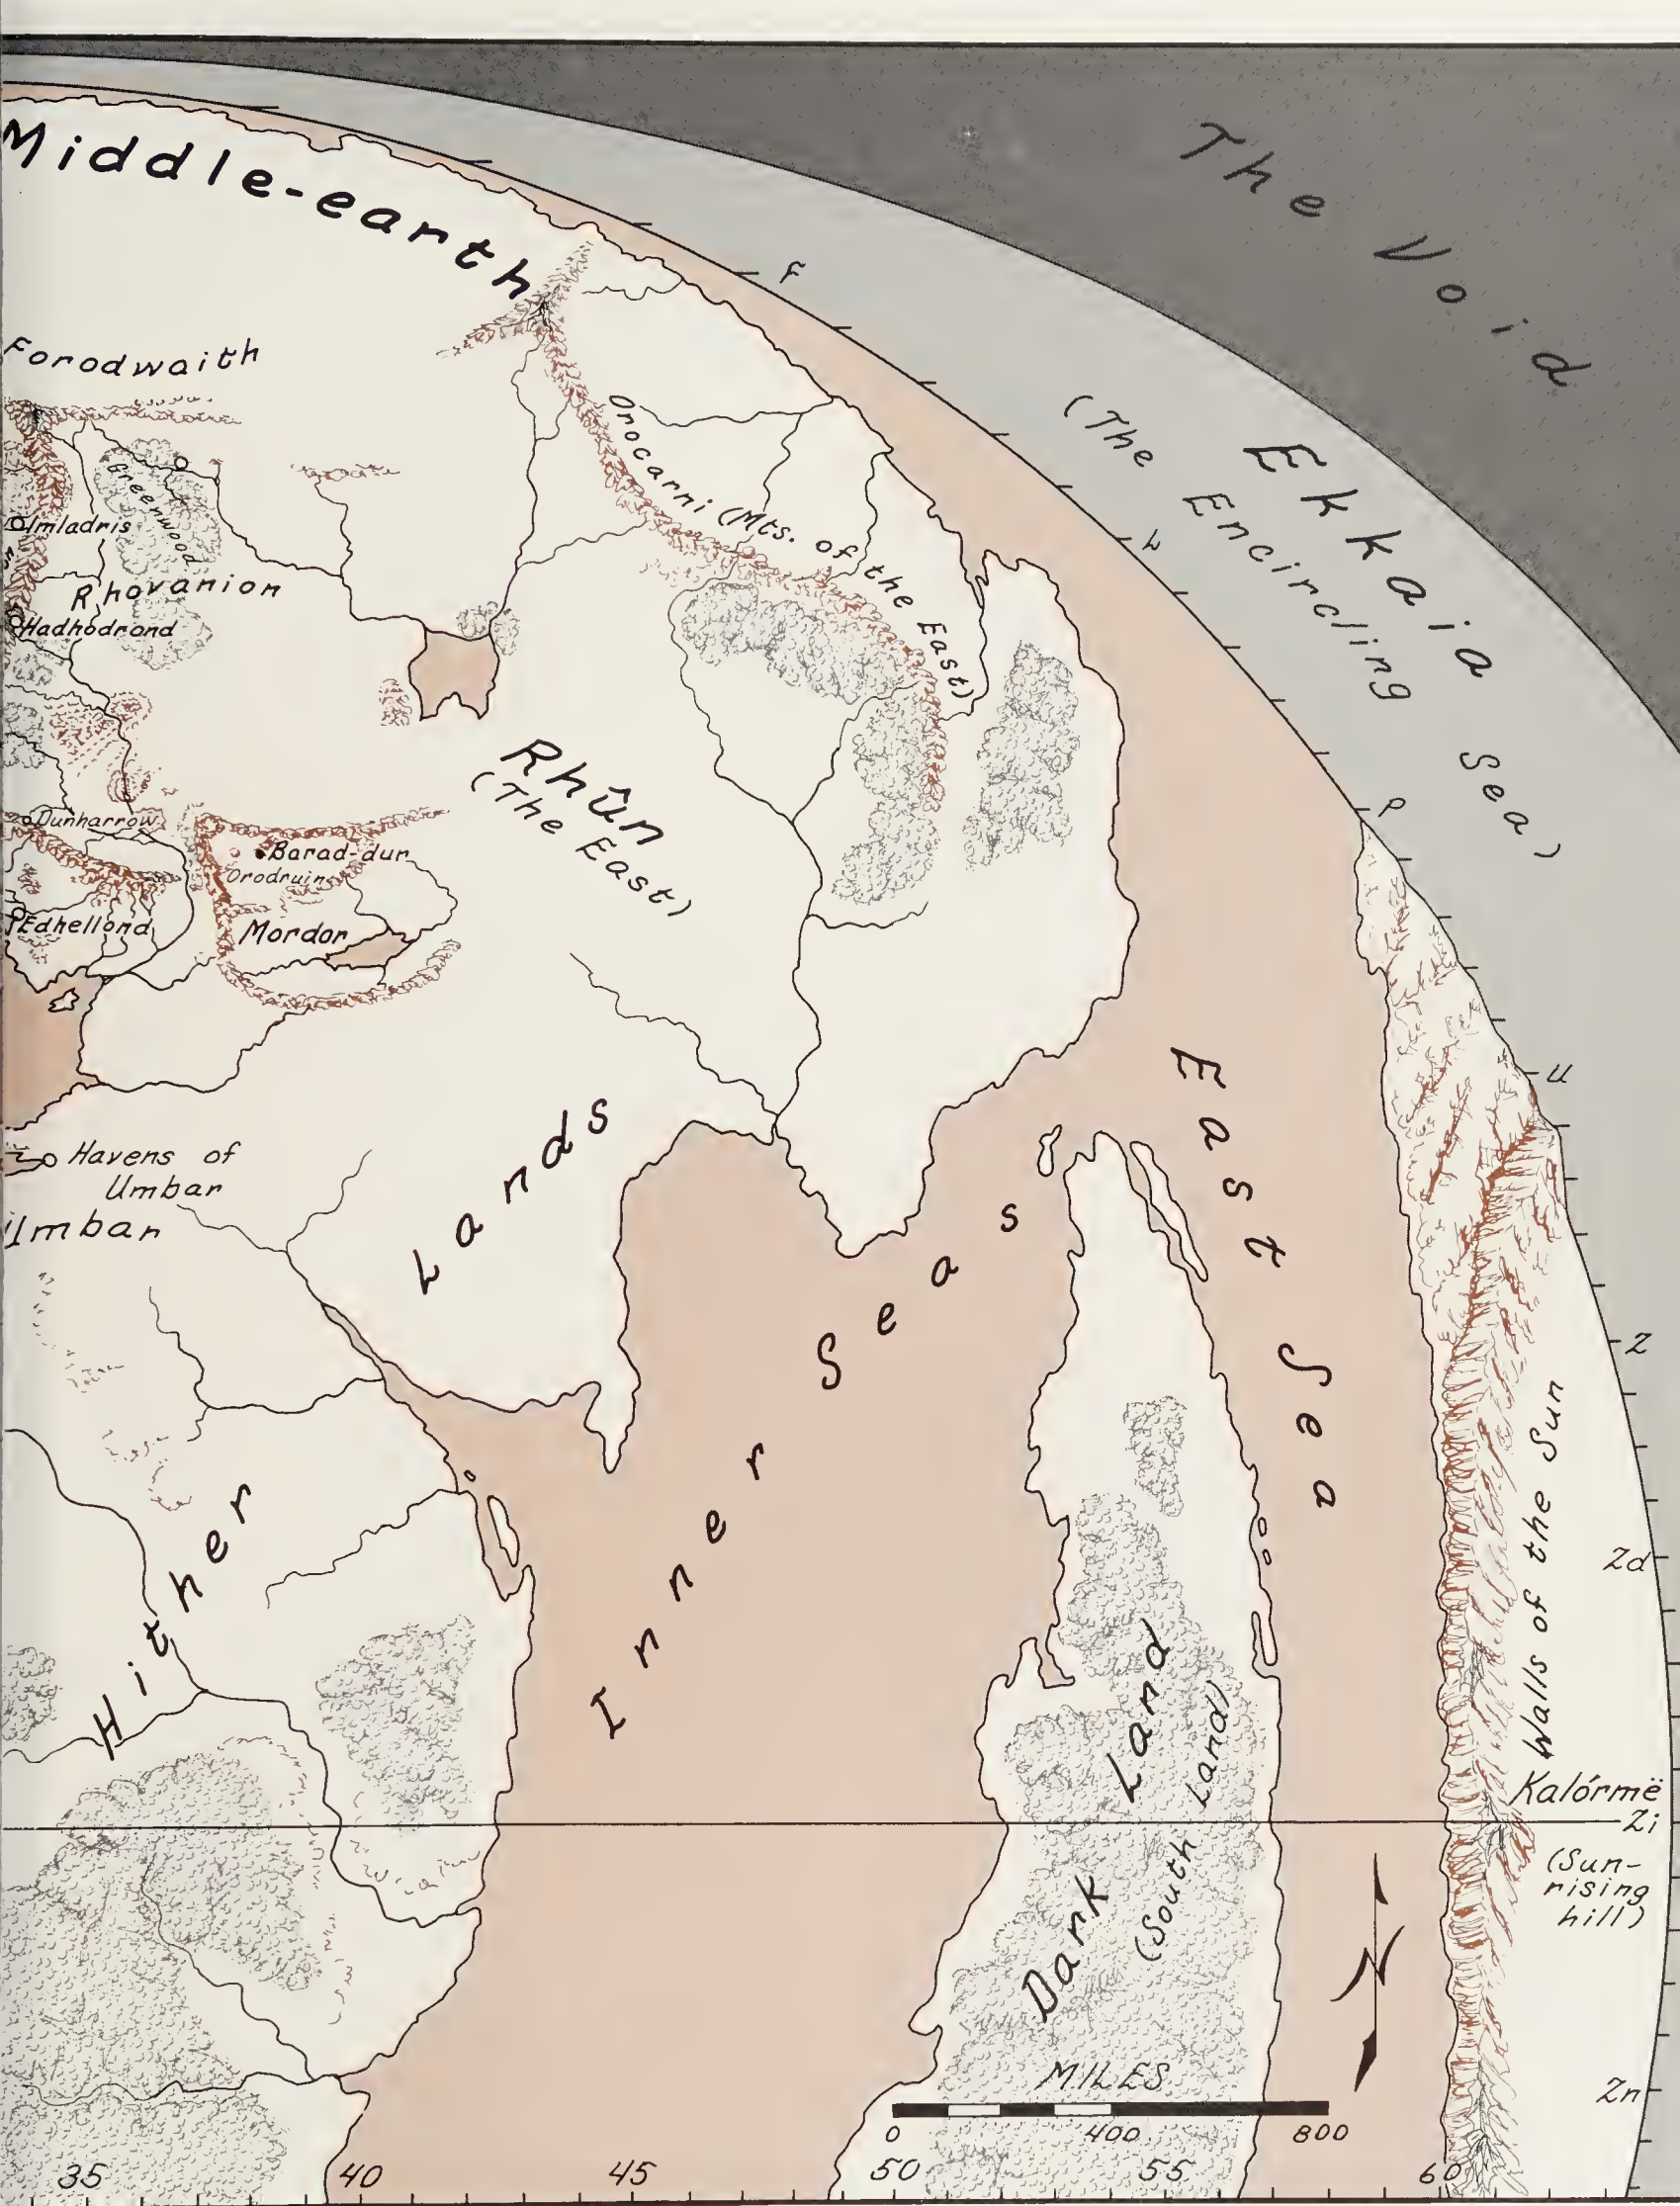 The Void
Middle-earth
F
Forodwaith
Ekkaia
(The Encircling Sea)
Orocarni (Mts. of the East)
Greenwood
Imladris
L
Rhovanion
Hadhodrond
Rhûn
(The East)
P
Dunharrow
Barad-dur
Orodruin
Edhellond
Mordor
East Sea
U
Havens of
Umbar
Umbar
Hither Lands
Inner Seas
Z
Walls of the Sun
Zd
Dark Land
(South Land)
Kalórmë
Zi
(Sun-
rising
hill)
MILES
0 400 800
Zn
35 40 45 50 55 60